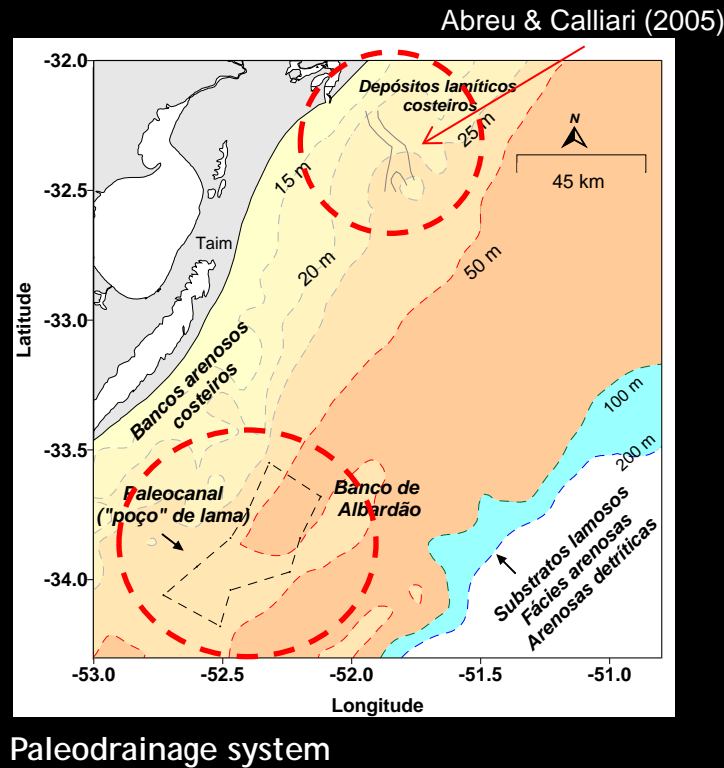 Abreu & Calliari (2005)
-32.0
Depósitos lamíticos
costeiros
25 m
N
15 m
45 km
-32.5
Taim
20 m
50 m
Latitude
-33.0
Bancos arenosos
costeiros
100 m
-33.5
200 m
Paleocanal
("poço" de lama)
Banco de
Albardão
Substratos lamosos
Fácies arenosas
Arenosas detríticas
-34.0
-53.0
-52.5
-52.0
-51.5
-51.0
Longitude
Paleodrainage system